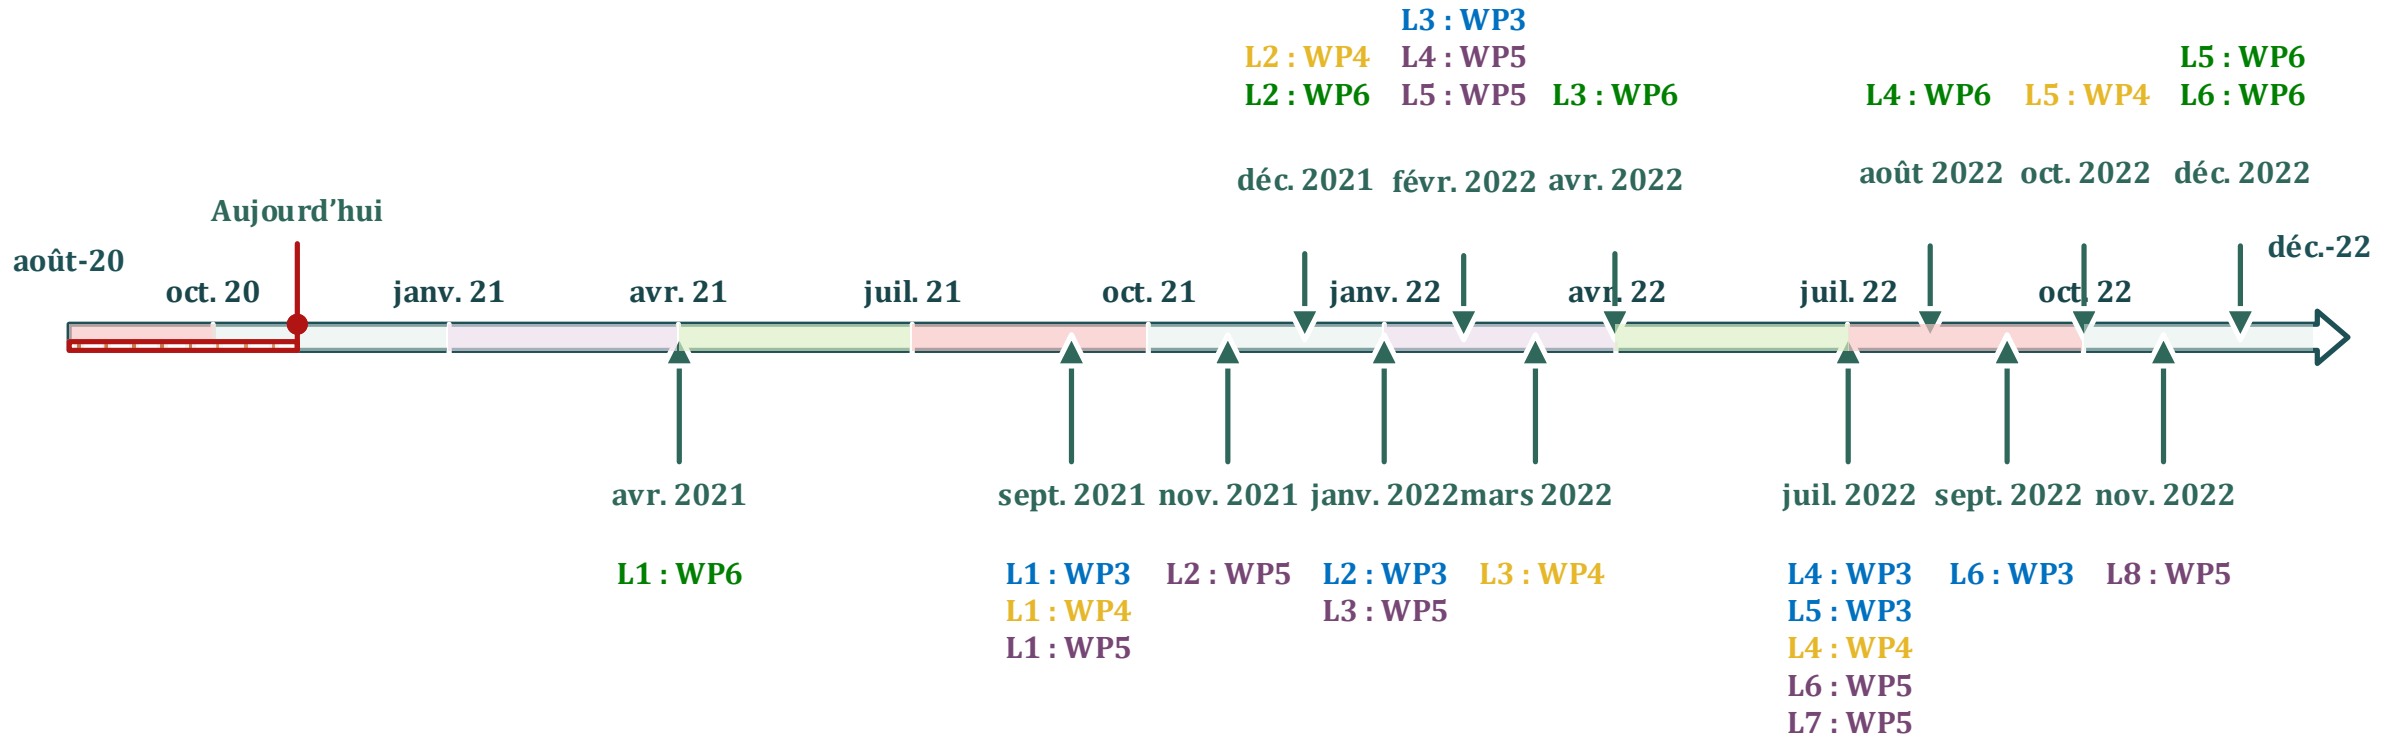 L3 : WP3
L2 : WP4 L4 : WP5 L5 : WP6
L2 : WP6 L5 : WP5 L3 : WP6 L4 : WP6 L5 : WP4 L6 : WP6
déc. 2021 févr. 2022 avr. 2022 août 2022 oct. 2022 déc. 2022
Aujourd’hui
août-20 déc.-22
oct. 20 janv. 21 avr. 21 juil. 21 oct. 21 janv. 22 avr. 22 juil. 22 oct. 22
avr. 2021 sept. 2021 nov. 2021 janv. 2022 mars 2022 juil. 2022 sept. 2022 nov. 2022
L1 : WP6 L1 : WP3 L2 : WP5 L2 : WP3 L3 : WP4 L4 : WP3 L6 : WP3 L8 : WP5
L1 : WP4 L3 : WP5 L5 : WP3
L1 : WP5 L4 : WP4
L6 : WP5
L7 : WP5